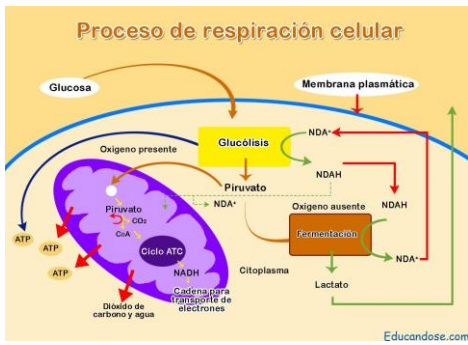 Proceso de respiración celular
Glucosa
Membrana plasmática
Oxigeno presente
Glucólisis
NDA⁺
NDAH
Piruvato
NDA⁺
Oxigeno ausente
NDAH
Piruvato
CO₂
CoA
Fermentación
Ciclo ATC
NDA⁺
ATP
ATP
ATP
NADH
Citoplasma
Cadena para
transporte de
electrones
Lactato
Dióxido de
carbono y agua
Educandose.com